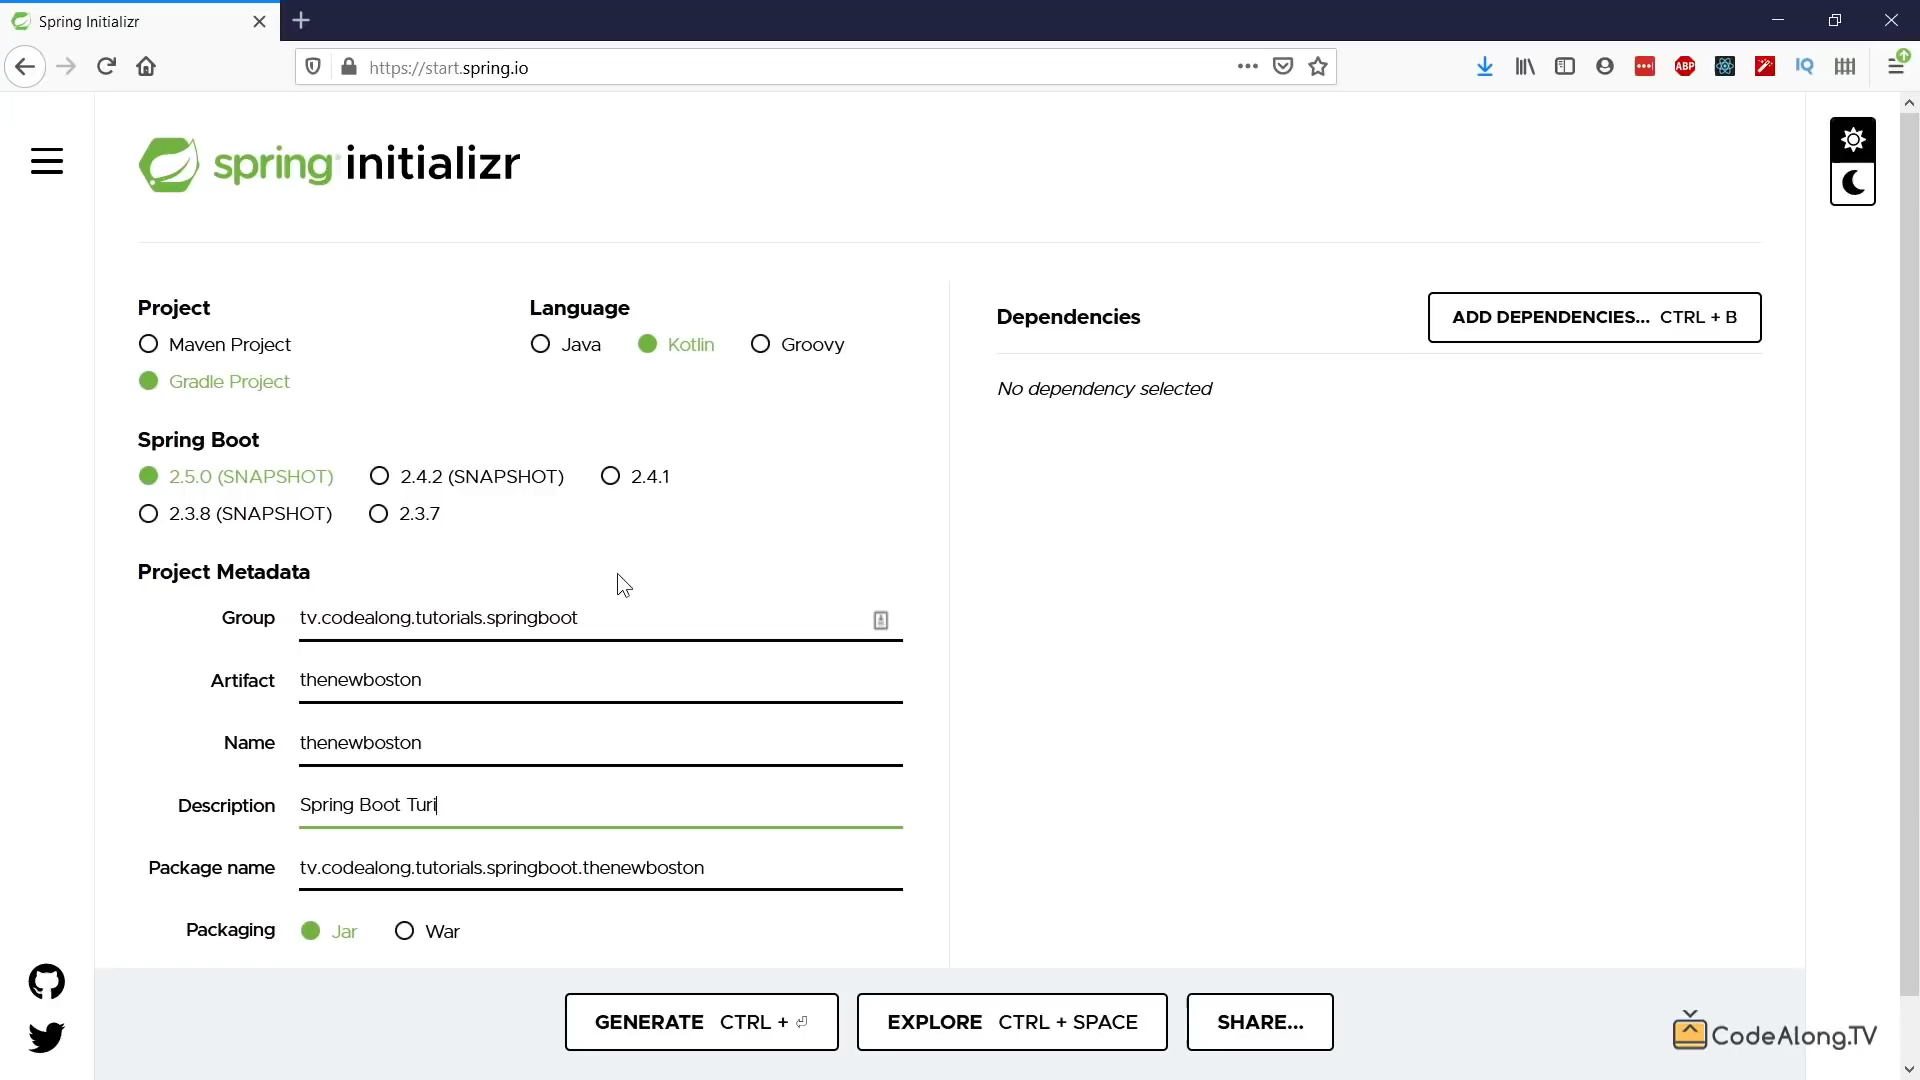 Spring Initializr
https://start.spring.io
ABP
IQ
spring initializr
Project
Language
Dependencies
ADD DEPENDENCIES... CTRL + B
Maven Project
Java
Kotlin
Groovy
Gradle Project
No dependency selected
Spring Boot
2.5.0 (SNAPSHOT)
2.4.2 (SNAPSHOT)
2.4.1
2.3.8 (SNAPSHOT)
2.3.7
Project Metadata
Group
tv.codealong.tutorials.springboot
Artifact
thenewboston
Name
thenewboston
Description
Spring Boot Turi
Package name
tv.codealong.tutorials.springboot.thenewboston
Packaging
Jar
War
GENERATE CTRL + ⏎
EXPLORE CTRL + SPACE
SHARE...
CodeAlong.TV